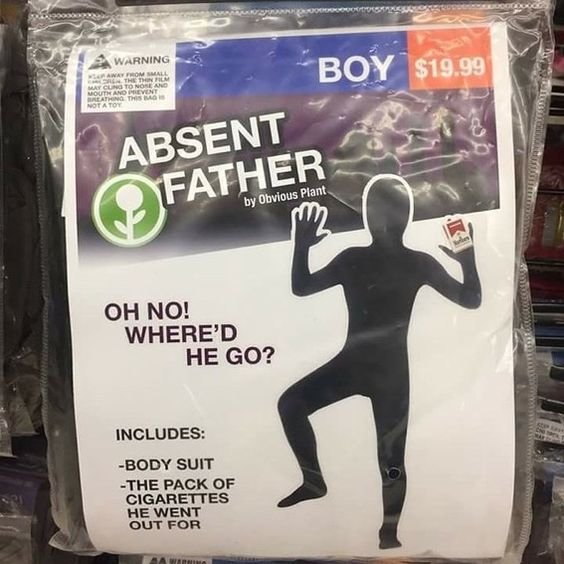 WARNING
KEEP AWAY FROM SMALL
CHILDREN. THE THIN FILM
MAY CLING TO NOSE AND
MOUTH AND PREVENT
BREATHING. THIS BAG IS
NOT A TOY.
BOY $19.99
ABSENT
FATHER
by Obvious Plant
OH NO!
WHERE'D
HE GO?
INCLUDES:
-BODY SUIT
-THE PACK OF
CIGARETTES
HE WENT
OUT FOR
WARNING